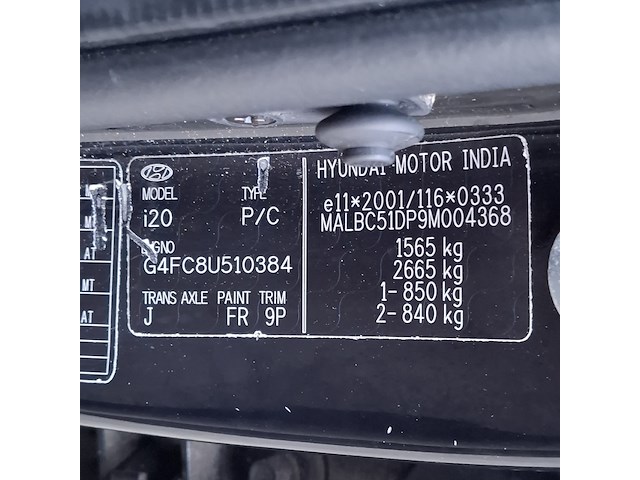 MT
AT
MT
AT
MODEL TYPE
i20 P/C
G4FC8U510384
TRANS AXLE PAINT TRIM
J FR 9P
HYUNDAI MOTOR INDIA
e11*2001/116*0333
MALBC51DP9M004368
1565 kg
2665 kg
1- 850 kg
2- 840 kg